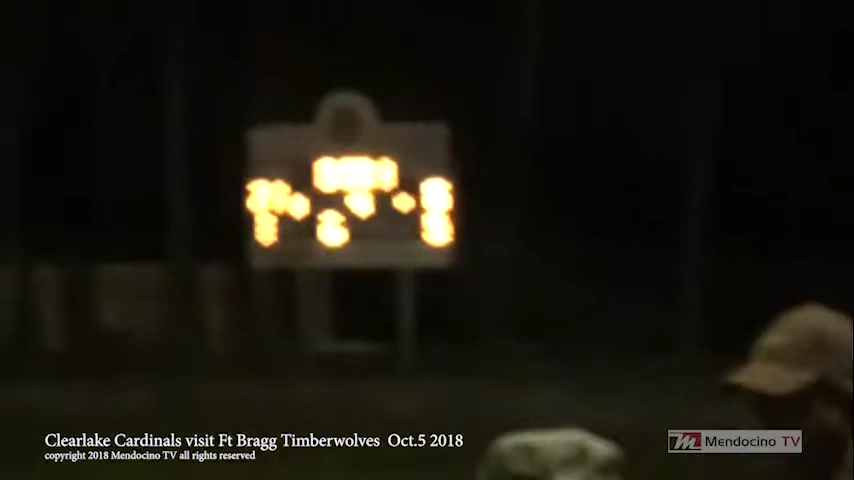 Clearlake Cardinals visit Ft Bragg Timberwolves Oct.5 2018
copyright 2018 Mendocino TV all rights reserved
M Mendocino TV